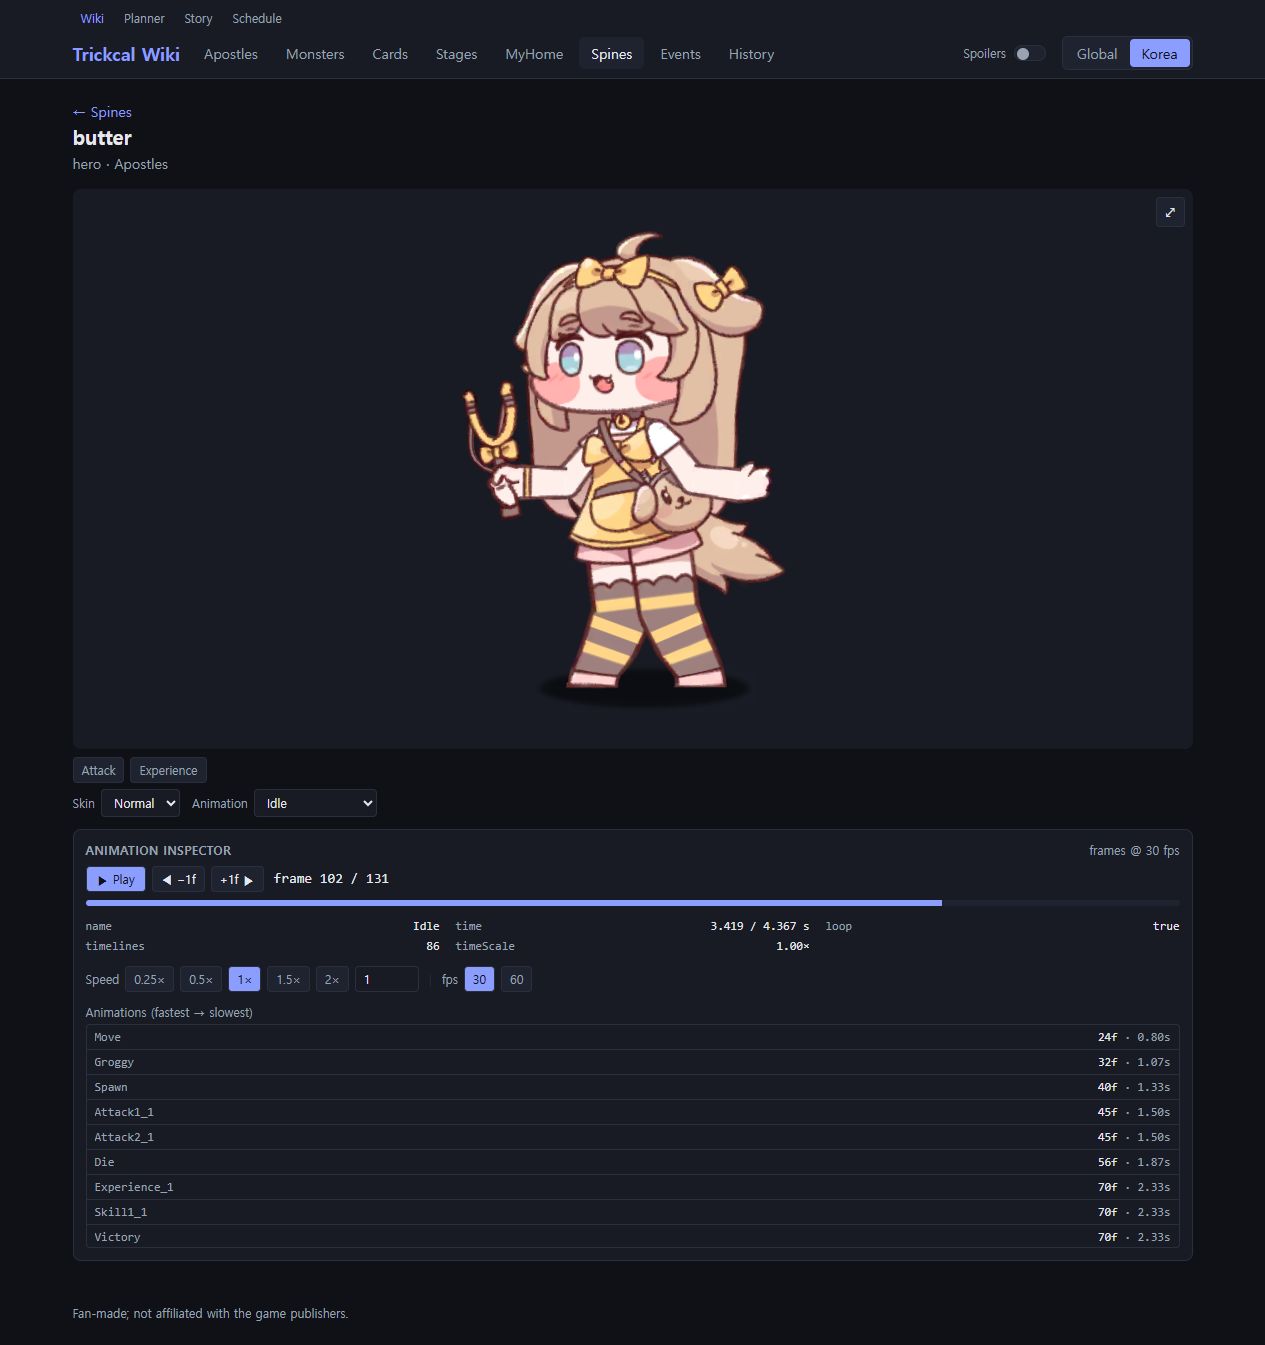 Wiki Planner Story Schedule
Trickcal Wiki Apostles Monsters Cards Stages MyHome Spines Events History Spoilers Global Korea
← Spines
butter
hero · Apostles
⤢
Attack Experience
Skin Normal Animation Idle
ANIMATION INSPECTOR frames @ 30 fps
▶ Play ◀ −1f +1f ▶ frame 102 / 131
name Idle time 3.419 / 4.367 s loop true
timelines 86 timeScale 1.00×
Speed 0.25× 0.5× 1× 1.5× 2× 1 fps 30 60
Animations (fastest → slowest)
Move 24f · 0.80s
Groggy 32f · 1.07s
Spawn 40f · 1.33s
Attack1_1 45f · 1.50s
Attack2_1 45f · 1.50s
Die 56f · 1.87s
Experience_1 70f · 2.33s
Skill1_1 70f · 2.33s
Victory 70f · 2.33s
Fan-made; not affiliated with the game publishers.